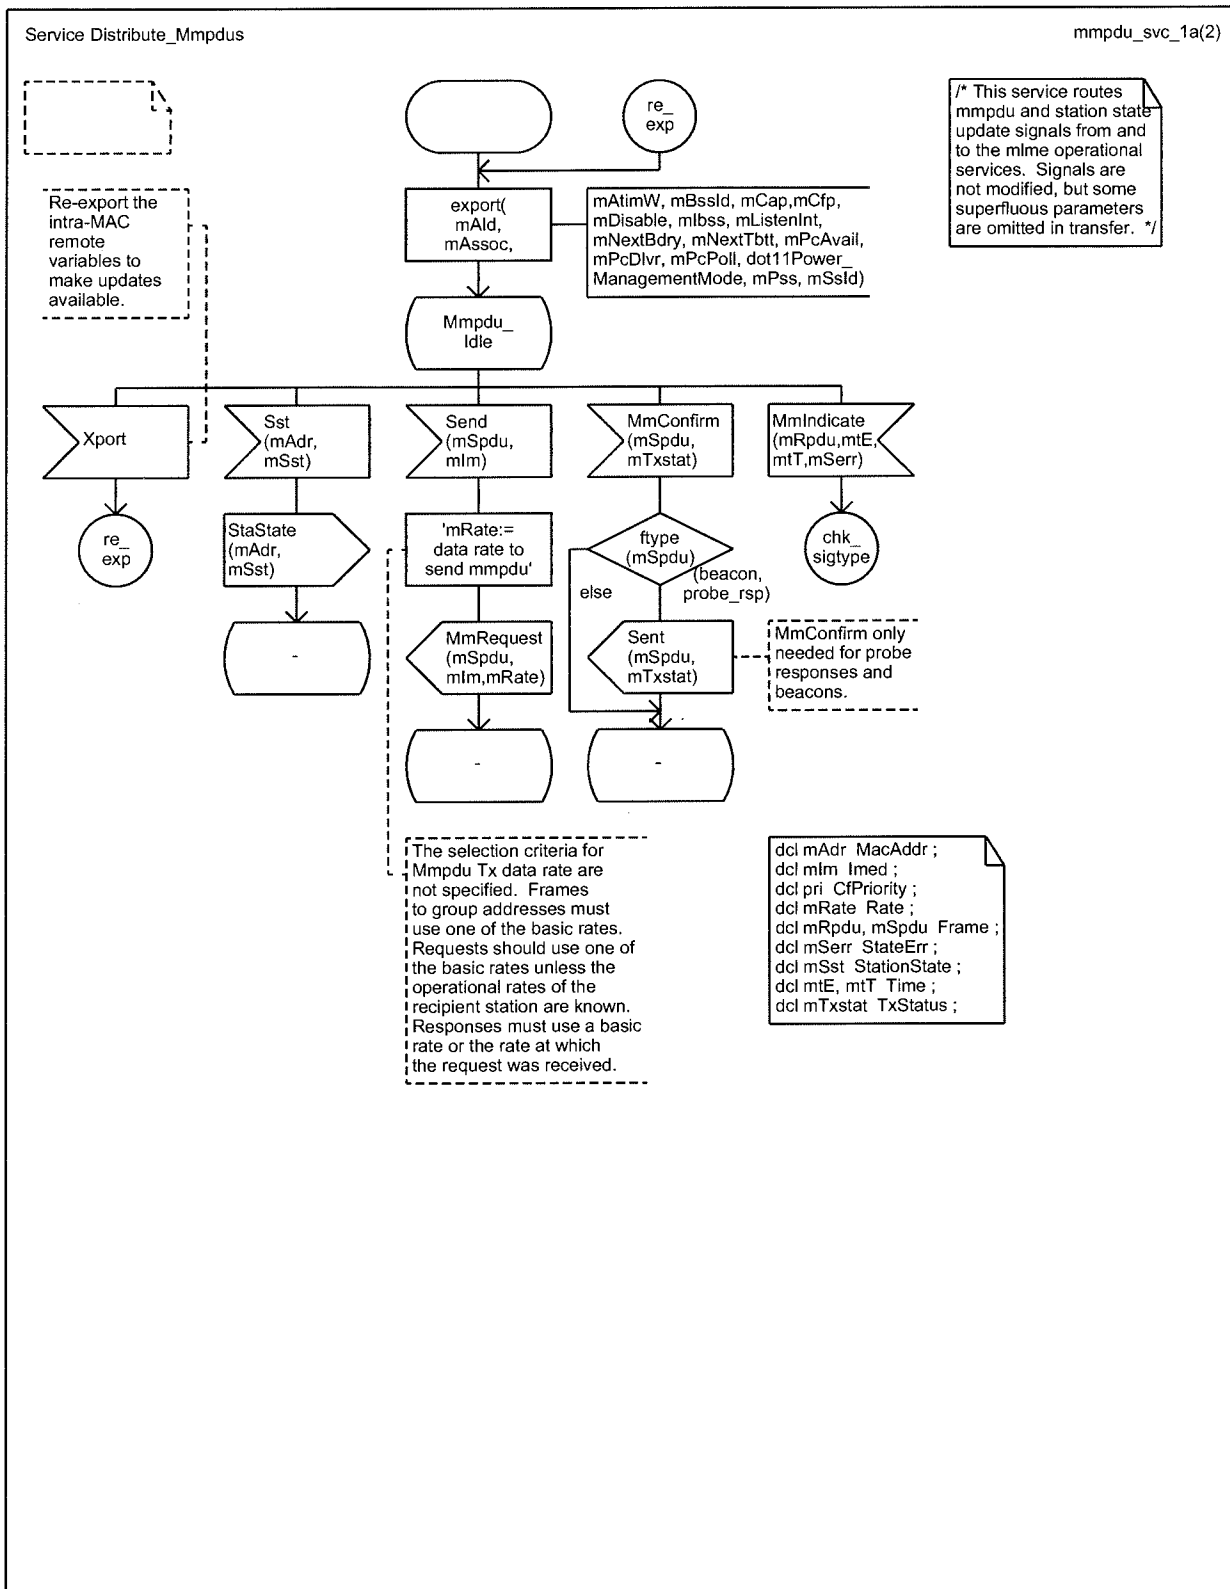 Service Distribute_Mmpdus
mmpdu_svc_1a(2)
re_
exp
/* This service routes
mmpdu and station state
update signals from and
to the mlme operational
services. Signals are
not modified, but some
superfluous parameters
are omitted in transfer. */
Re-export the
intra-MAC
remote
variables to
make updates
available.
export(
mAId,
mAssoc,
mAtimW, mBssId, mCap,mCfp,
mDisable, mIbss, mListenInt,
mNextBdry, mNextTbtt, mPcAvail,
mPcDlvr, mPcPoll, dot11Power_
ManagementMode, mPss, mSsId)
Mmpdu_
Idle
Xport
Sst
(mAdr,
mSst)
Send
(mSpdu,
mIm)
MmConfirm
(mSpdu,
mTxstat)
MmIndicate
(mRpdu,mtE,
mtT,mSerr)
re_
exp
StaState
(mAdr,
mSst)
'mRate:=
data rate to
send mmpdu'
ftype
(mSpdu)
chk_
sigtype
else
(beacon,
probe_rsp)
-
MmRequest
(mSpdu,
mIm,mRate)
Sent
(mSpdu,
mTxstat)
MmConfirm only
needed for probe
responses and
beacons.
-
-
The selection criteria for
Mmpdu Tx data rate are
not specified. Frames
to group addresses must
use one of the basic rates.
Requests should use one of
the basic rates unless the
operational rates of the
recipient station are known.
Responses must use a basic
rate or the rate at which
the request was received.
dcl mAdr MacAddr ;
dcl mIm Imed ;
dcl pri CfPriority ;
dcl mRate Rate ;
dcl mRpdu, mSpdu Frame ;
dcl mSerr StateErr ;
dcl mSst StationState ;
dcl mtE, mtT Time ;
dcl mTxstat TxStatus ;